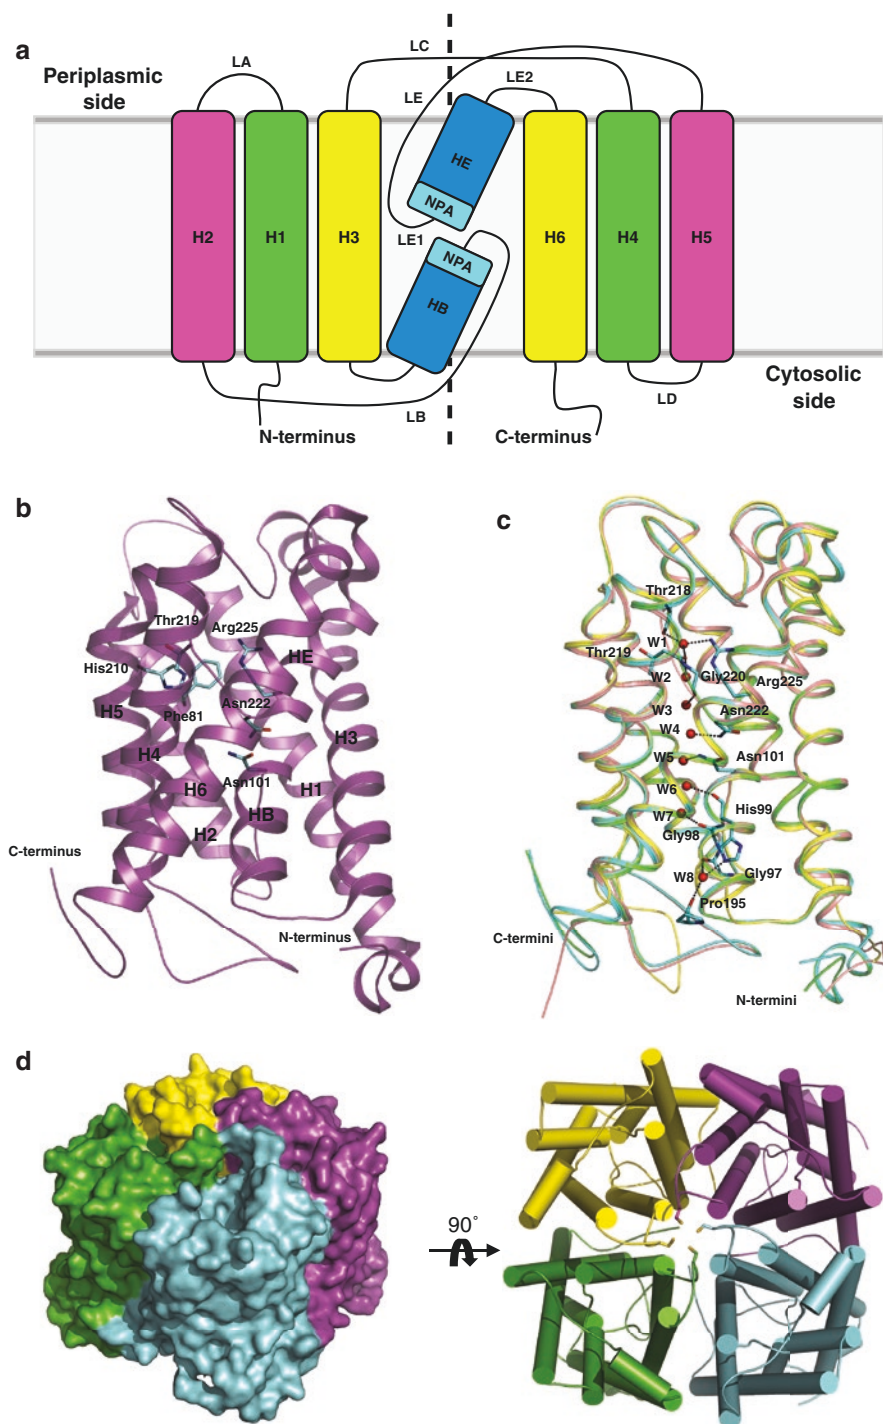 a
LC
LA
Periplasmic
side
LE
LE2
HE
NPA
H2
H1
H3
LE1
H6
H4
H5
NPA
HB
Cytosolic
side
LB
LD
N-terminus
C-terminus
b
Thr219
Arg225
HE
His210
Asn222
H5
Phe81
H3
H4
Asn101
H6
H1
HB
H2
C-terminus
N-terminus
c
Thr218
W1
Thr219
Gly220
W2
Arg225
W3
Asn222
W4
Asn101
W5
W6
His99
W7
Gly98
Gly97
W8
Pro195
C-termini
N-termini
d
90°